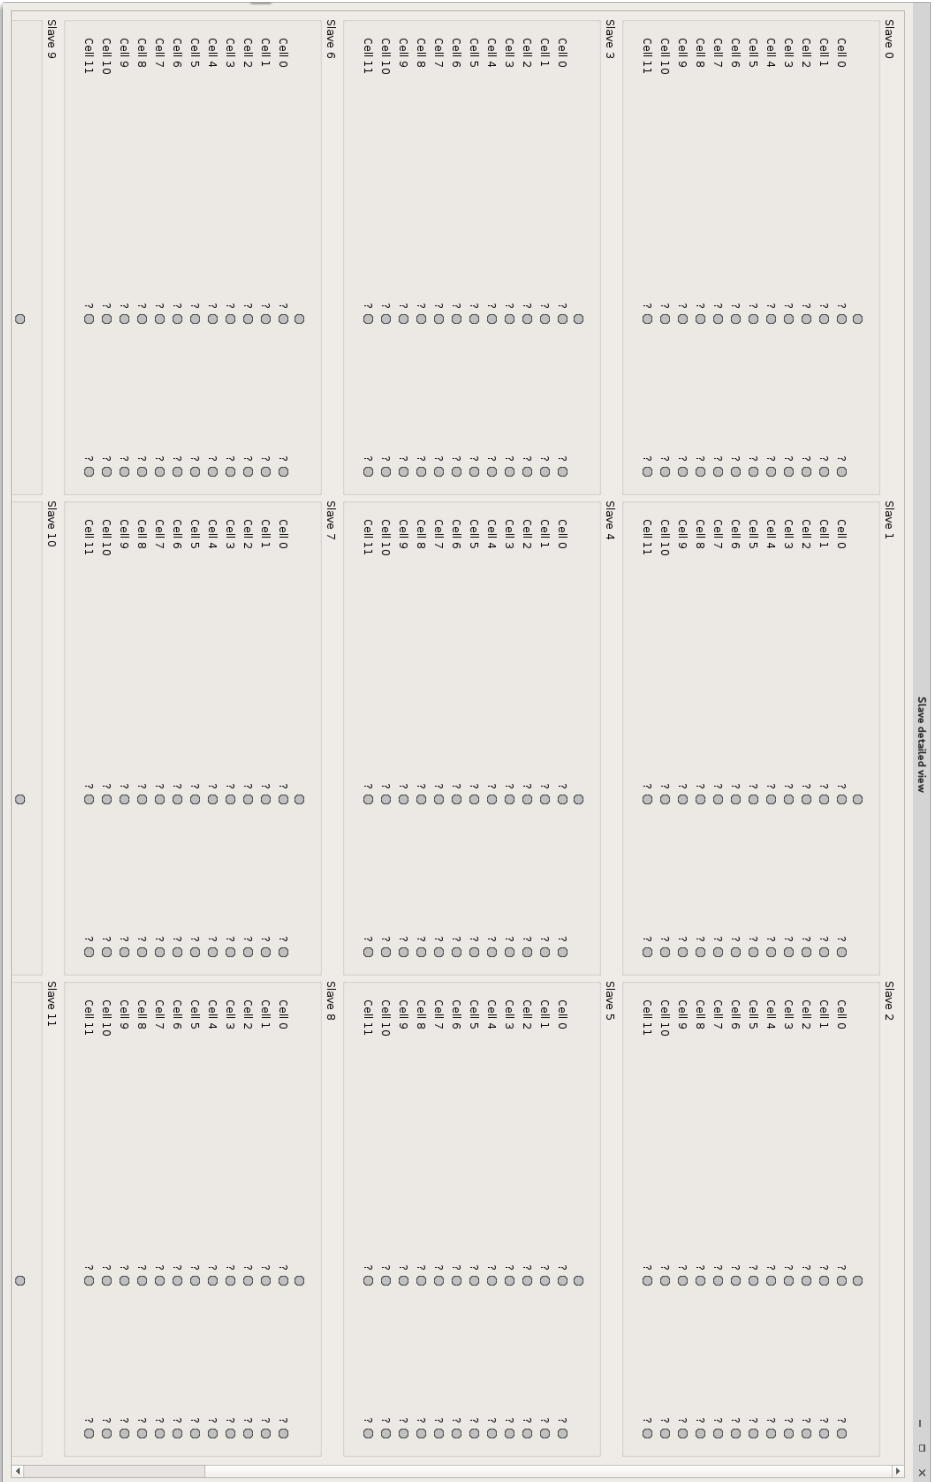 Slave detailed view
Slave 0 Slave 1 Slave 2
Cell 0 ? ? Cell 0 ? ? Cell 0 ? ?
Cell 1 ? ? Cell 1 ? ? Cell 1 ? ?
Cell 2 ? ? Cell 2 ? ? Cell 2 ? ?
Cell 3 ? ? Cell 3 ? ? Cell 3 ? ?
Cell 4 ? ? Cell 4 ? ? Cell 4 ? ?
Cell 5 ? ? Cell 5 ? ? Cell 5 ? ?
Cell 6 ? ? Cell 6 ? ? Cell 6 ? ?
Cell 7 ? ? Cell 7 ? ? Cell 7 ? ?
Cell 8 ? ? Cell 8 ? ? Cell 8 ? ?
Cell 9 ? ? Cell 9 ? ? Cell 9 ? ?
Cell 10 ? ? Cell 10 ? ? Cell 10 ? ?
Cell 11 ? ? Cell 11 ? ? Cell 11 ? ?
Slave 3 Slave 4 Slave 5
Cell 0 ? ? Cell 0 ? ? Cell 0 ? ?
Cell 1 ? ? Cell 1 ? ? Cell 1 ? ?
Cell 2 ? ? Cell 2 ? ? Cell 2 ? ?
Cell 3 ? ? Cell 3 ? ? Cell 3 ? ?
Cell 4 ? ? Cell 4 ? ? Cell 4 ? ?
Cell 5 ? ? Cell 5 ? ? Cell 5 ? ?
Cell 6 ? ? Cell 6 ? ? Cell 6 ? ?
Cell 7 ? ? Cell 7 ? ? Cell 7 ? ?
Cell 8 ? ? Cell 8 ? ? Cell 8 ? ?
Cell 9 ? ? Cell 9 ? ? Cell 9 ? ?
Cell 10 ? ? Cell 10 ? ? Cell 10 ? ?
Cell 11 ? ? Cell 11 ? ? Cell 11 ? ?
Slave 6 Slave 7 Slave 8
Cell 0 ? ? Cell 0 ? ? Cell 0 ? ?
Cell 1 ? ? Cell 1 ? ? Cell 1 ? ?
Cell 2 ? ? Cell 2 ? ? Cell 2 ? ?
Cell 3 ? ? Cell 3 ? ? Cell 3 ? ?
Cell 4 ? ? Cell 4 ? ? Cell 4 ? ?
Cell 5 ? ? Cell 5 ? ? Cell 5 ? ?
Cell 6 ? ? Cell 6 ? ? Cell 6 ? ?
Cell 7 ? ? Cell 7 ? ? Cell 7 ? ?
Cell 8 ? ? Cell 8 ? ? Cell 8 ? ?
Cell 9 ? ? Cell 9 ? ? Cell 9 ? ?
Cell 10 ? ? Cell 10 ? ? Cell 10 ? ?
Cell 11 ? ? Cell 11 ? ? Cell 11 ? ?
Slave 9 Slave 10 Slave 11